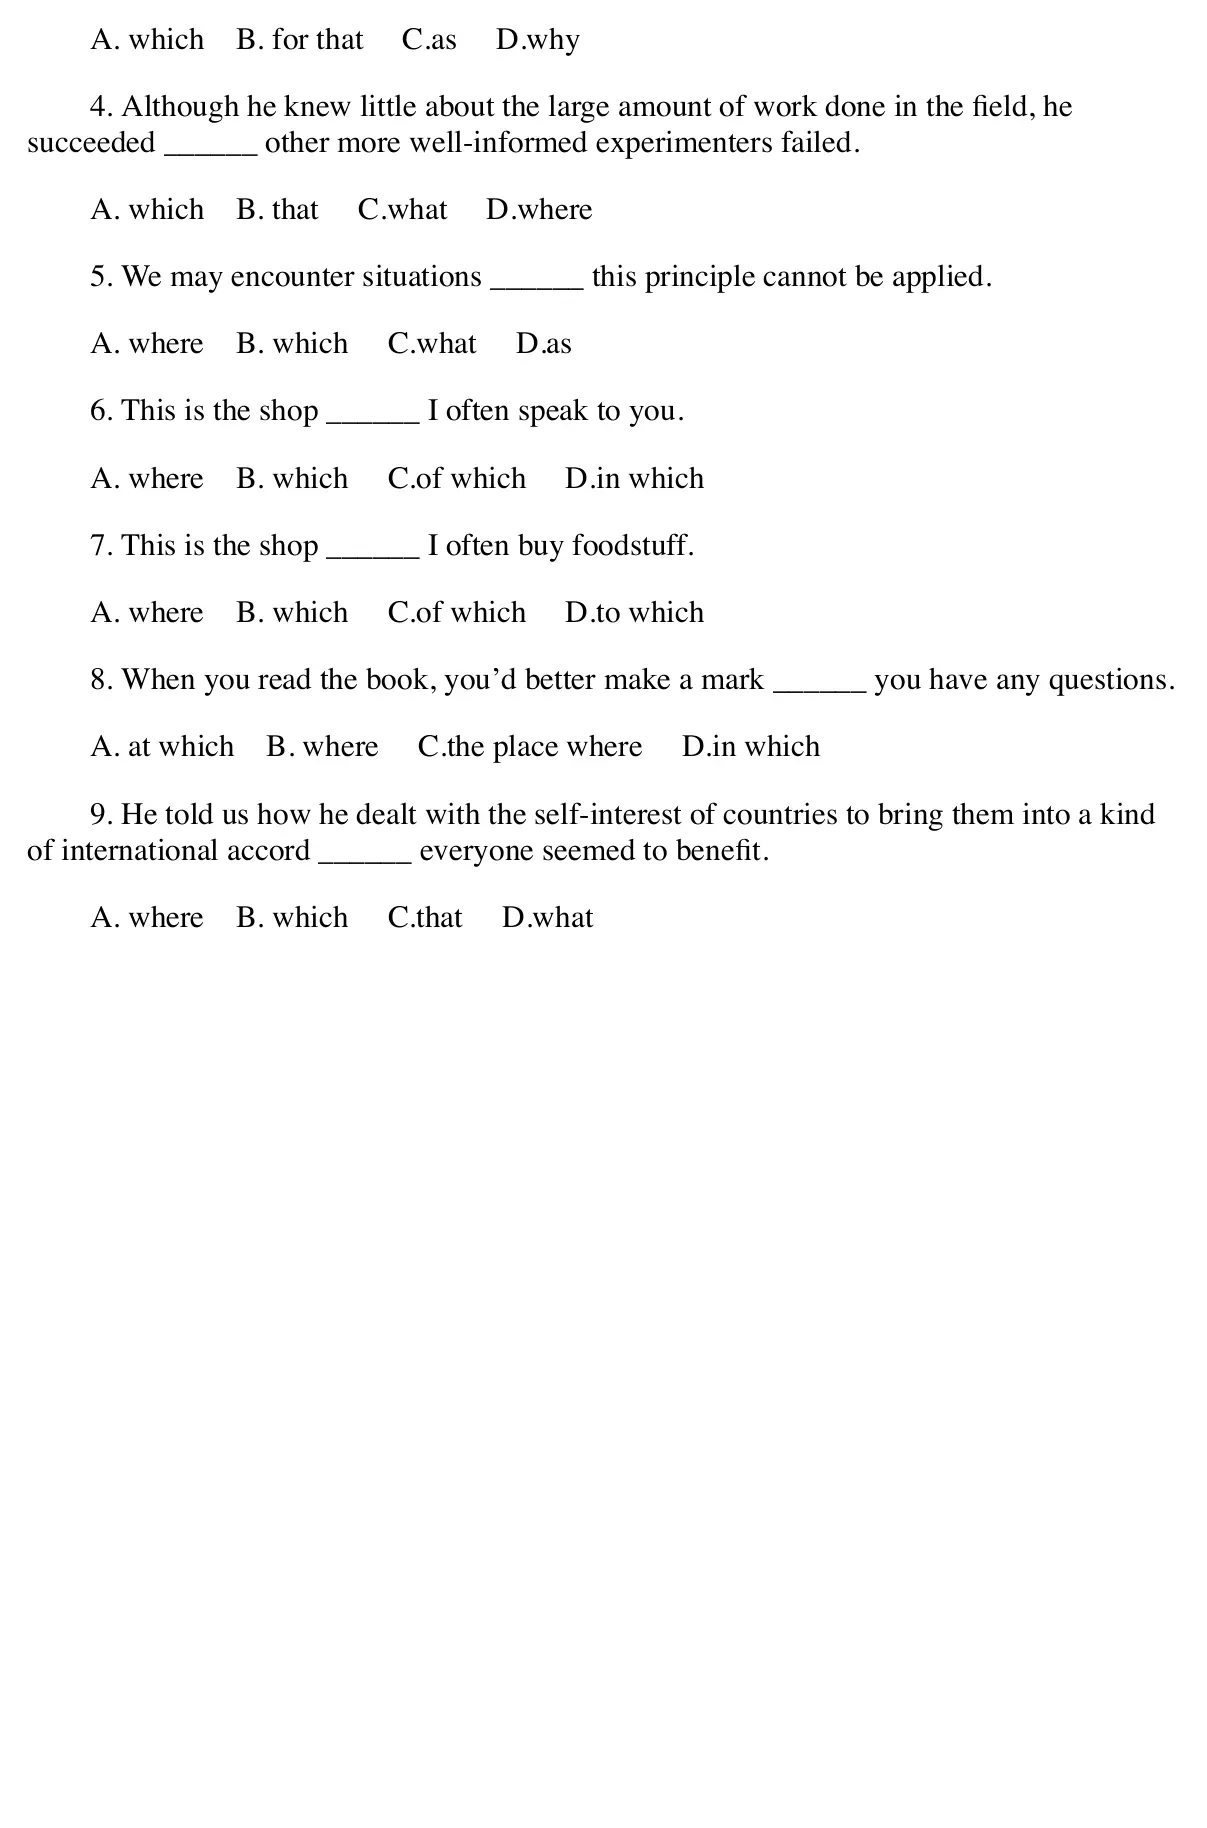 A. which B. for that C.as D.why
4. Although he knew little about the large amount of work done in the field, he
succeeded ______ other more well-informed experimenters failed.
A. which B. that C.what D.where
5. We may encounter situations ______ this principle cannot be applied.
A. where B. which C.what D.as
6. This is the shop ______ I often speak to you.
A. where B. which C.of which D.in which
7. This is the shop ______ I often buy foodstuff.
A. where B. which C.of which D.to which
8. When you read the book, you’d better make a mark ______ you have any questions.
A. at which B. where C.the place where D.in which
9. He told us how he dealt with the self-interest of countries to bring them into a kind
of international accord ______ everyone seemed to benefit.
A. where B. which C.that D.what